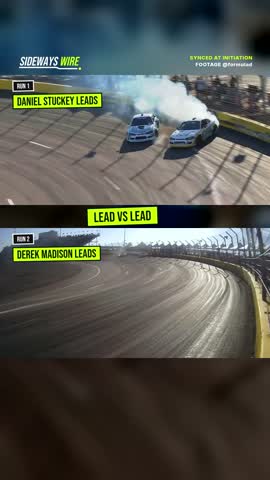 SIDEWAYS WIRE
SYNCED AT INITIATION
FOOTAGE @formulad
RUN 1
DANIEL STUCKEY LEADS
LEAD VS LEAD
RUN 2
DEREK MADISON LEADS